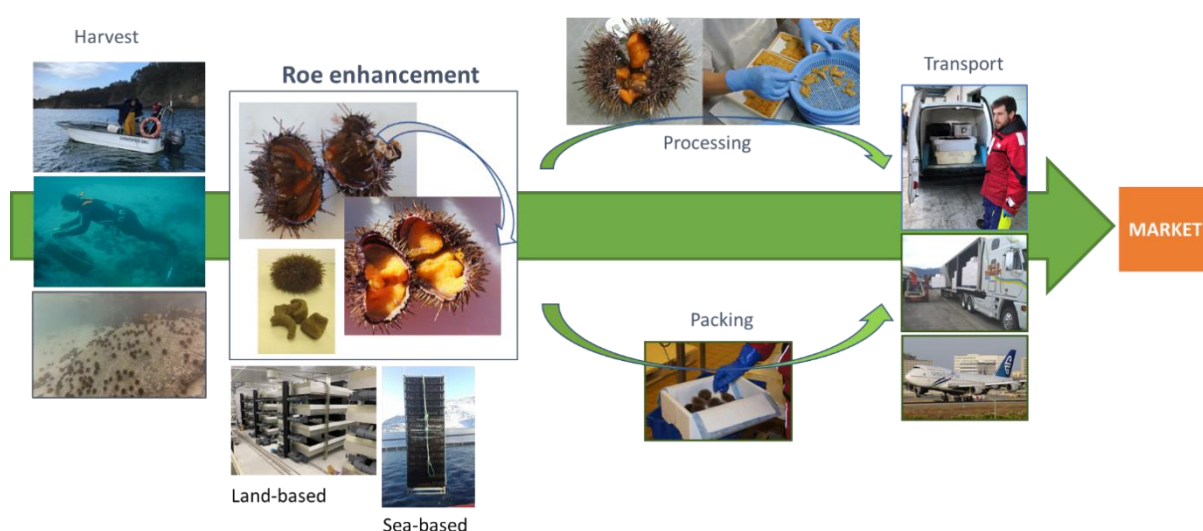 Harvest
Roe enhancement
Processing
Transport
Packing
MARKET
Land-based
Sea-based